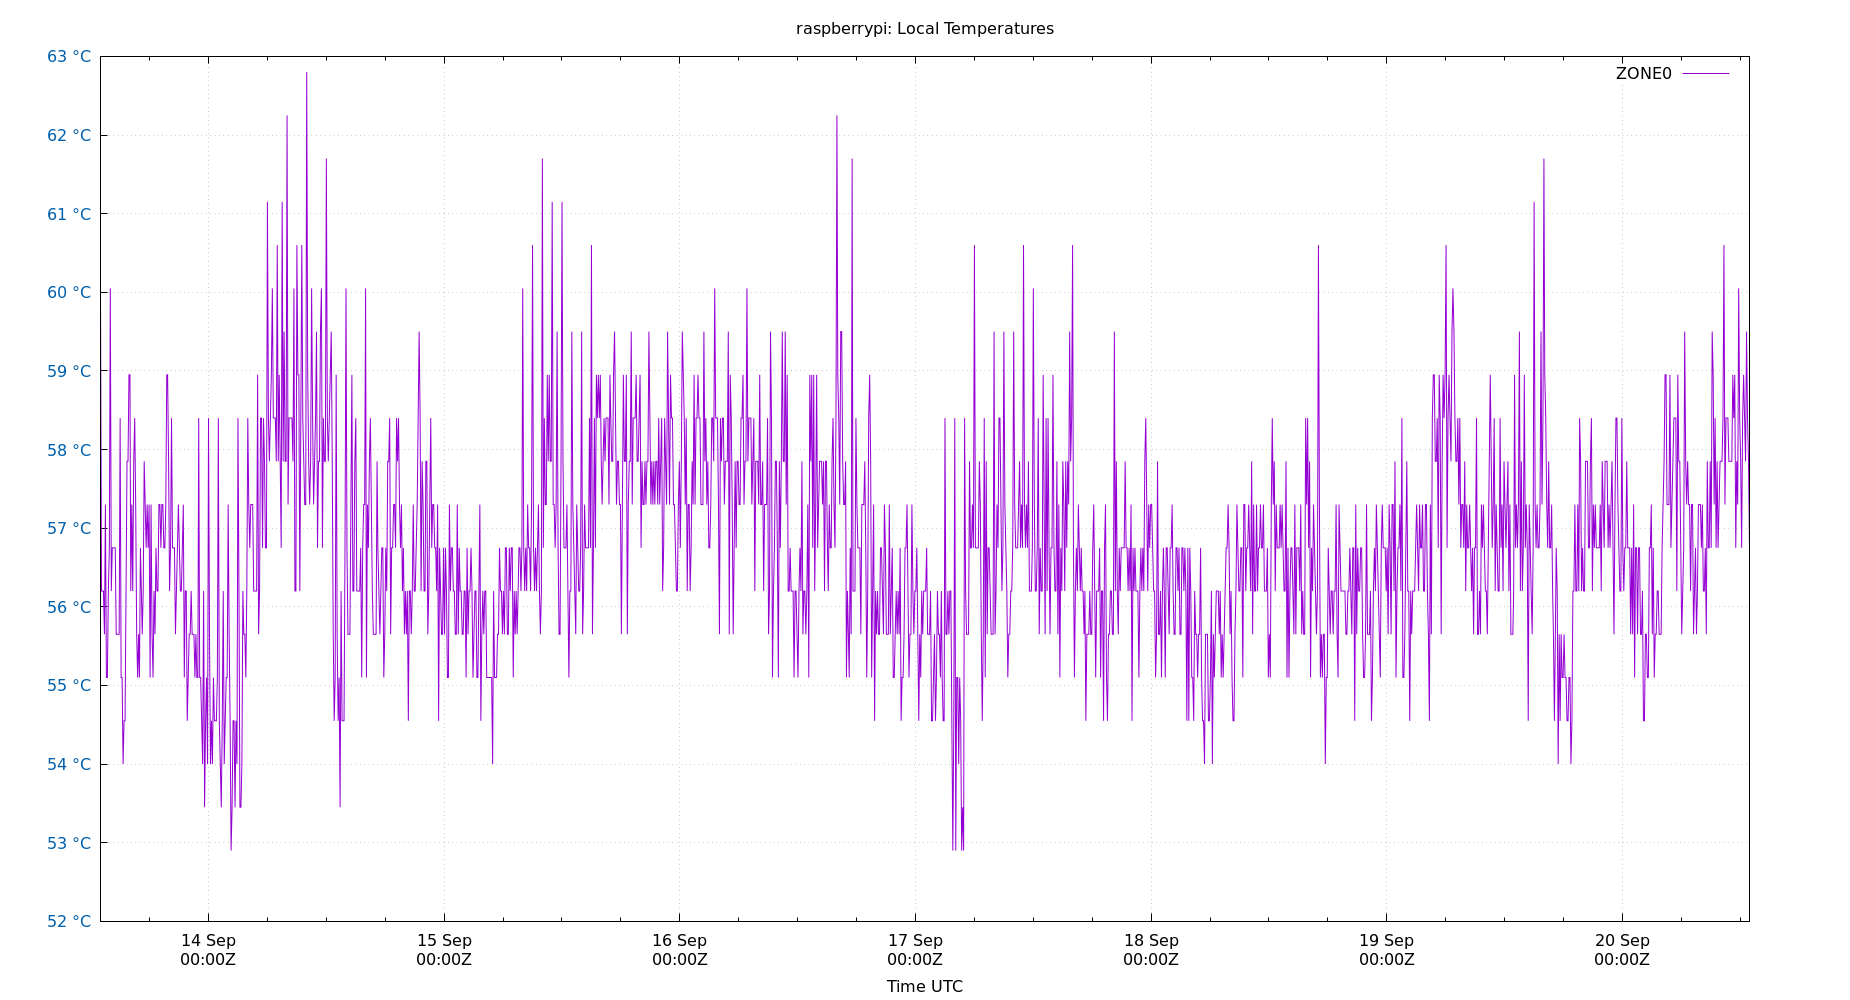 raspberrypi: Local Temperatures
63 °C
ZONE0
62 °C
61 °C
60 °C
59 °C
58 °C
57 °C
56 °C
55 °C
54 °C
53 °C
52 °C
14 Sep 15 Sep 16 Sep 17 Sep 18 Sep 19 Sep 20 Sep
00:00Z 00:00Z 00:00Z 00:00Z 00:00Z 00:00Z 00:00Z
Time UTC